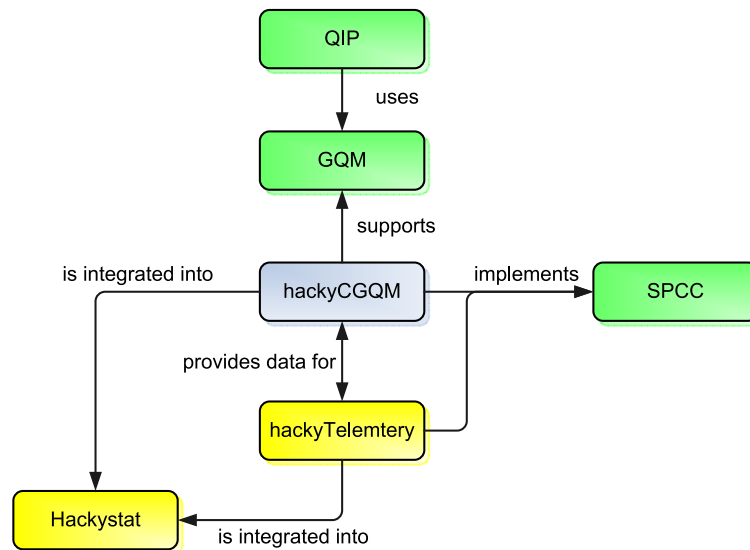 QIP
uses
GQM
supports
is integrated into
hackyCGQM
implements
SPCC
provides data for
hackyTelemtery
Hackystat
is integrated into